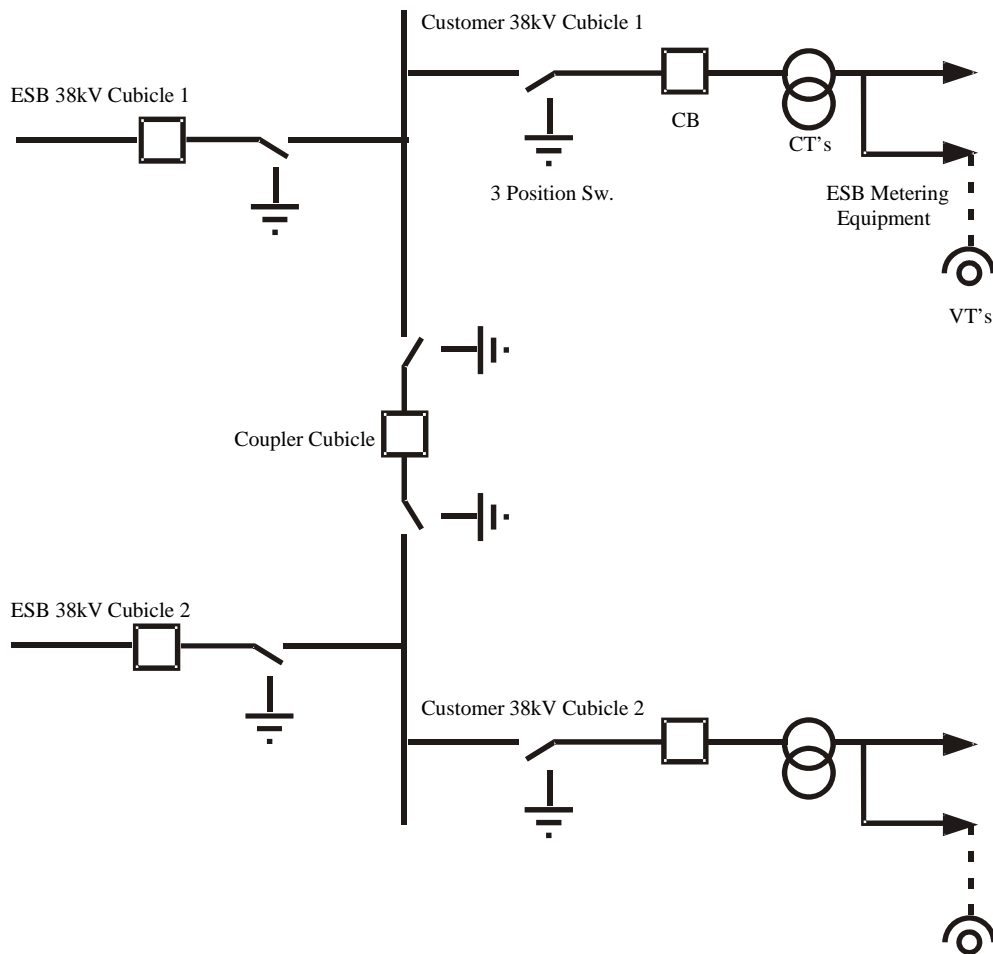 Customer 38kV Cubicle 1
ESB 38kV Cubicle 1
CB
CT's
3 Position Sw.
ESB Metering
Equipment
VT's
Coupler Cubicle
ESB 38kV Cubicle 2
Customer 38kV Cubicle 2